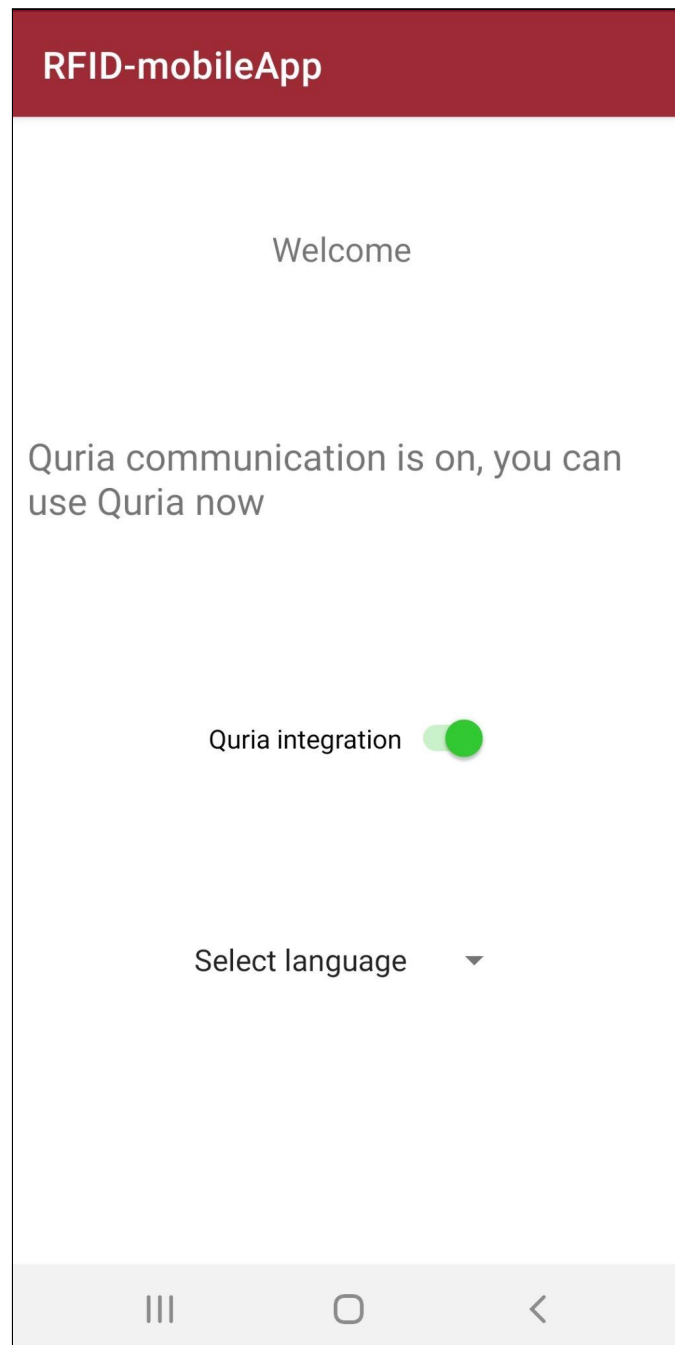 RFID-mobileApp
Welcome
Quria communication is on, you can
use Quria now
Quria integration
Select language